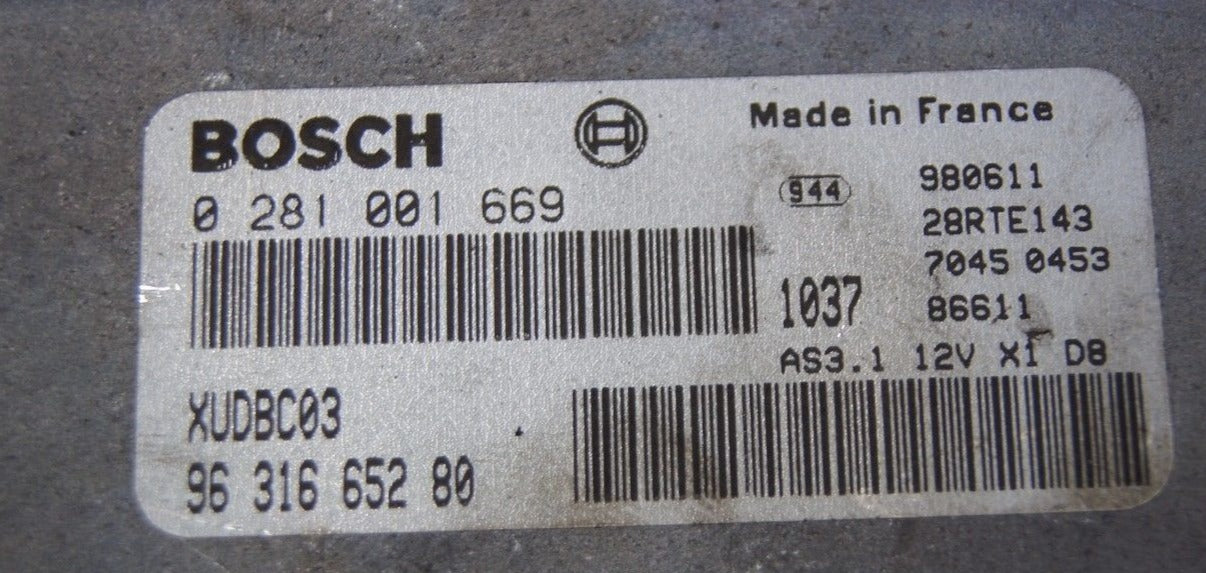 BOSCH
Made in France
0 281 001 669
944
980611
28RTE143
7045 0453
1037
86611
AS3.1 12V X1 D8
XUDBC03
96 316 652 80